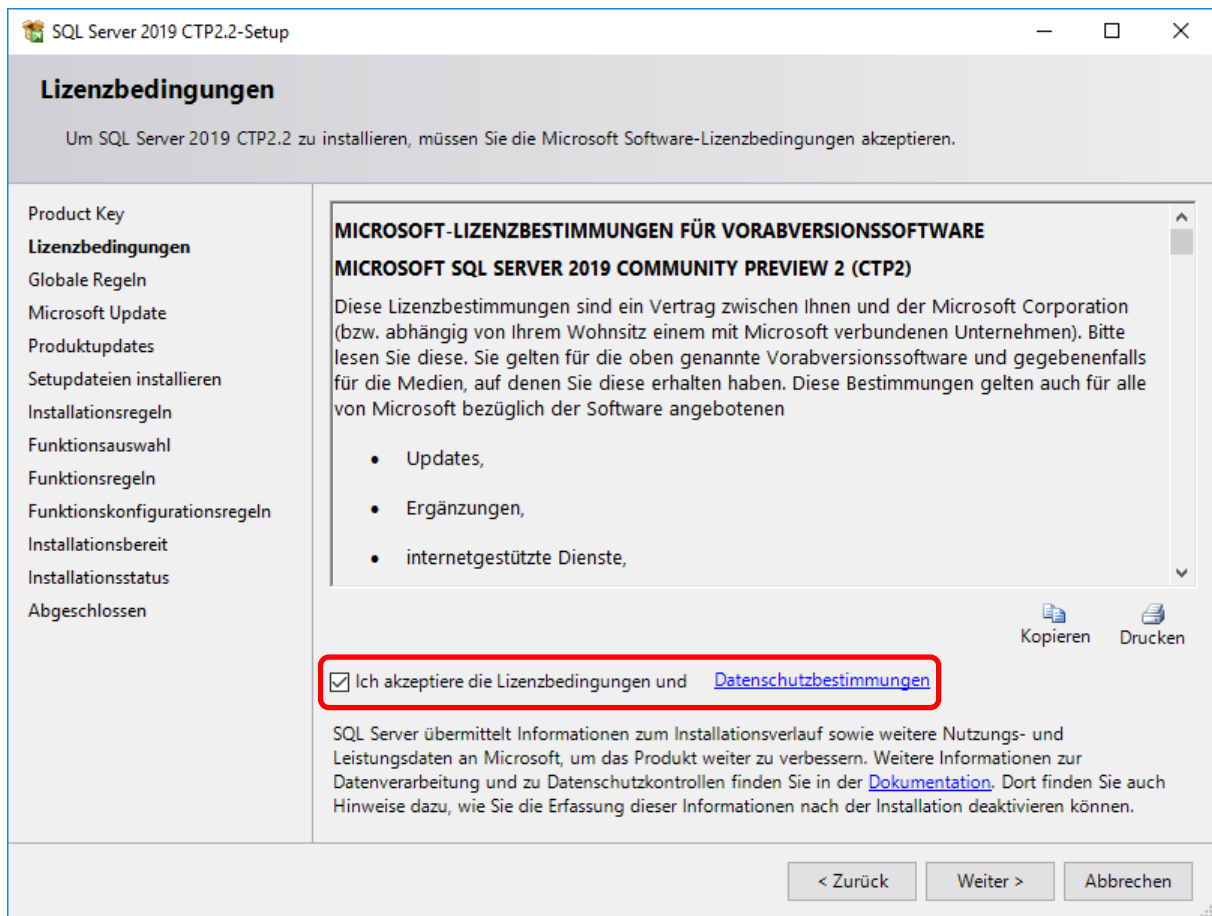 SQL Server 2019 CTP2.2-Setup
Lizenzbedingungen
Um SQL Server 2019 CTP2.2 zu installieren, müssen Sie die Microsoft Software-Lizenzbedingungen akzeptieren.
Product Key
Lizenzbedingungen
Globale Regeln
Microsoft Update
Produktupdates
Setupdateien installieren
Installationsregeln
Funktionsauswahl
Funktionsregeln
Funktionskonfigurationsregeln
Installationsbereit
Installationsstatus
Abgeschlossen
MICROSOFT-LIZENZBESTIMMUNGEN FÜR VORABVERSIONSSOFTWARE
MICROSOFT SQL SERVER 2019 COMMUNITY PREVIEW 2 (CTP2)
Diese Lizenzbestimmungen sind ein Vertrag zwischen Ihnen und der Microsoft Corporation
(bzw. abhängig von Ihrem Wohnsitz einem mit Microsoft verbundenen Unternehmen). Bitte
lesen Sie diese. Sie gelten für die oben genannte Vorabversionssoftware und gegebenenfalls
für die Medien, auf denen Sie diese erhalten haben. Diese Bestimmungen gelten auch für alle
von Microsoft bezüglich der Software angebotenen
• Updates,
• Ergänzungen,
• internetgestützte Dienste,
Kopieren
Drucken
Ich akzeptiere die Lizenzbedingungen und Datenschutzbestimmungen
SQL Server übermittelt Informationen zum Installationsverlauf sowie weitere Nutzungs- und
Leistungsdaten an Microsoft, um das Produkt weiter zu verbessern. Weitere Informationen zur
Datenverarbeitung und zu Datenschutzkontrollen finden Sie in der Dokumentation. Dort finden Sie auch
Hinweise dazu, wie Sie die Erfassung dieser Informationen nach der Installation deaktivieren können.
< Zurück
Weiter >
Abbrechen